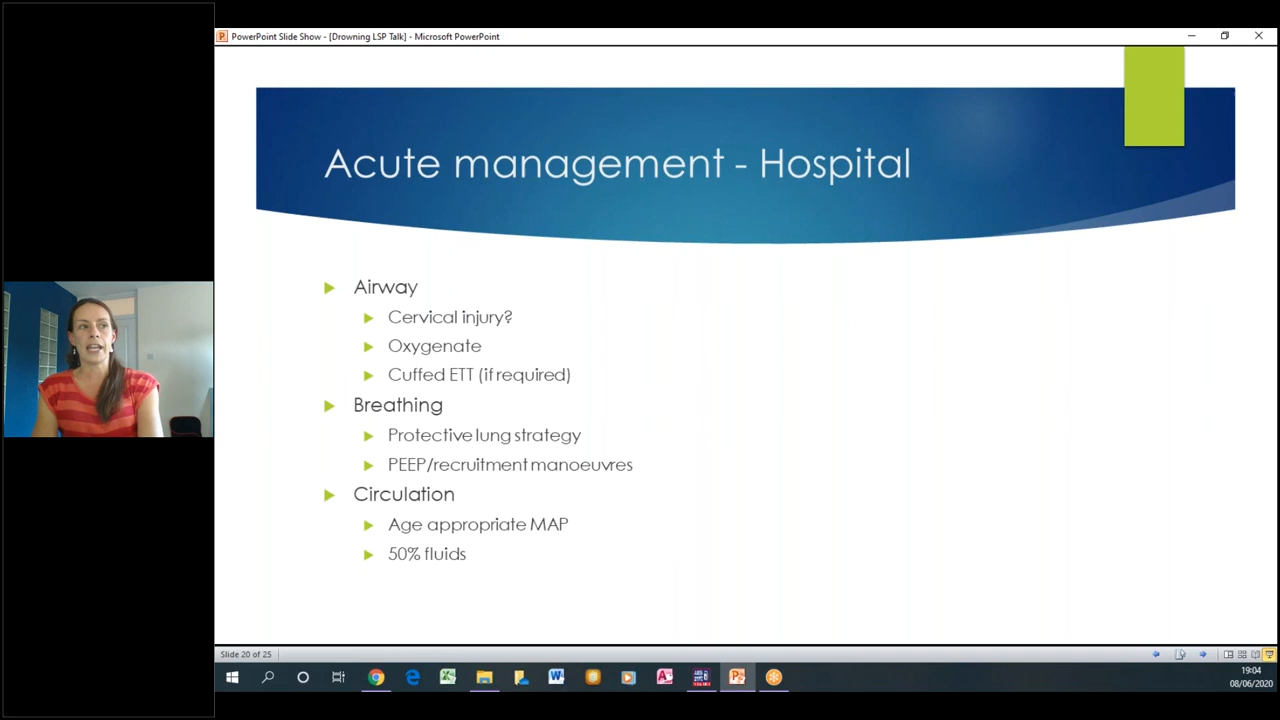 PowerPoint Slide Show - [Drowning LSP Talk] - Microsoft PowerPoint
Acute management - Hospital
Airway
Cervical injury?
Oxygenate
Cuffed ETT (if required)
Breathing
Protective lung strategy
PEEP/recruitment manoeuvres
Circulation
Age appropriate MAP
50% fluids
Slide 20 of 25
19:04
08/06/2020